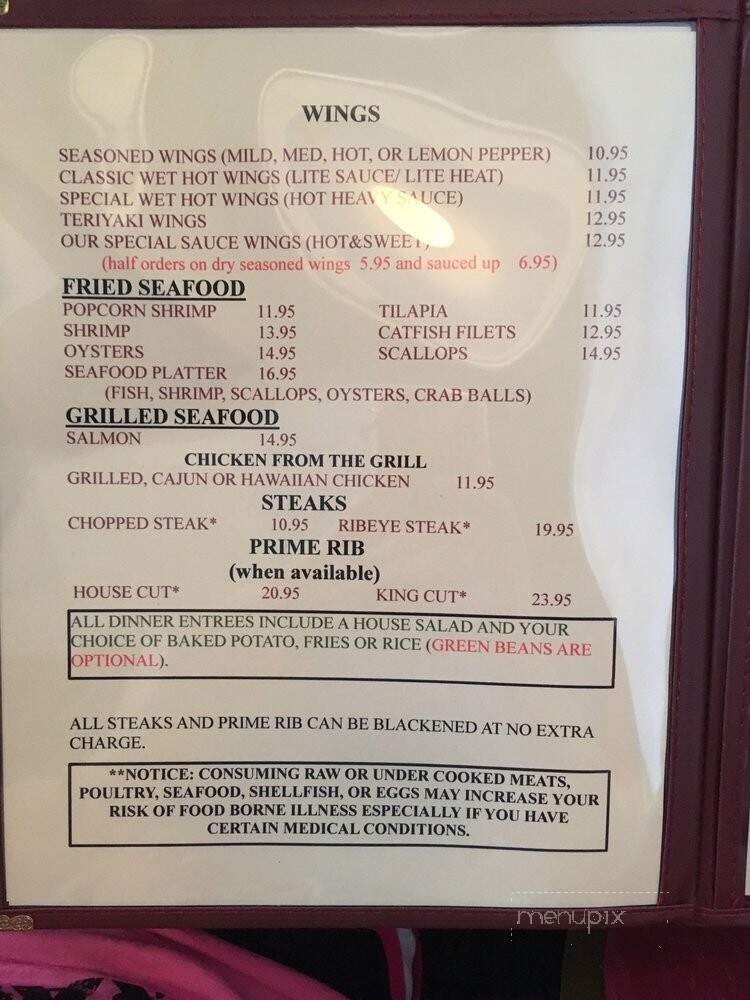 WINGS
SEASONED WINGS (MILD, MED, HOT, OR LEMON PEPPER) 10.95
CLASSIC WET HOT WINGS (LITE SAUCE/ LITE HEAT) 11.95
SPECIAL WET HOT WINGS (HOT HEAVY SAUCE) 11.95
TERIYAKI WINGS 12.95
OUR SPECIAL SAUCE WINGS (HOT&SWEET) 12.95
(half orders on dry seasoned wings 5.95 and sauced up 6.95)
FRIED SEAFOOD
POPCORN SHRIMP 11.95 TILAPIA 11.95
SHRIMP 13.95 CATFISH FILETS 12.95
OYSTERS 14.95 SCALLOPS 14.95
SEAFOOD PLATTER 16.95
(FISH, SHRIMP, SCALLOPS, OYSTERS, CRAB BALLS)
GRILLED SEAFOOD
SALMON 14.95
CHICKEN FROM THE GRILL
GRILLED, CAJUN OR HAWAIIAN CHICKEN 11.95
STEAKS
CHOPPED STEAK* 10.95 RIBEYE STEAK* 19.95
PRIME RIB
(when available)
HOUSE CUT* 20.95 KING CUT* 23.95
ALL DINNER ENTREES INCLUDE A HOUSE SALAD AND YOUR
CHOICE OF BAKED POTATO, FRIES OR RICE (GREEN BEANS ARE
OPTIONAL).
ALL STEAKS AND PRIME RIB CAN BE BLACKENED AT NO EXTRA
CHARGE.
**NOTICE: CONSUMING RAW OR UNDER COOKED MEATS,
POULTRY, SEAFOOD, SHELLFISH, OR EGGS MAY INCREASE YOUR
RISK OF FOOD BORNE ILLNESS ESPECIALLY IF YOU HAVE
CERTAIN MEDICAL CONDITIONS.
menupix